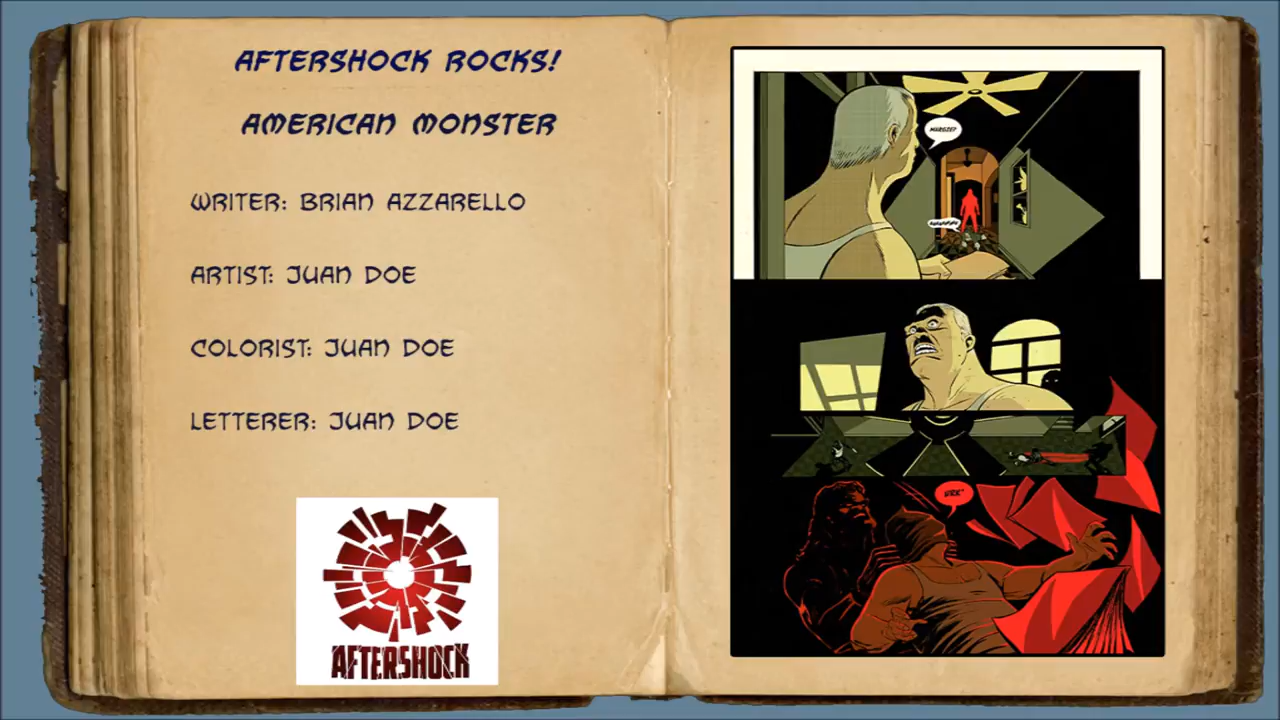 AFTERSHOCK ROCKS!
AMERICAN MONSTER
WRITER: BRIAN AZZARELLO
ARTIST: JUAN DOE
COLORIST: JUAN DOE
LETTERER: JUAN DOE
AFTERSHOCK